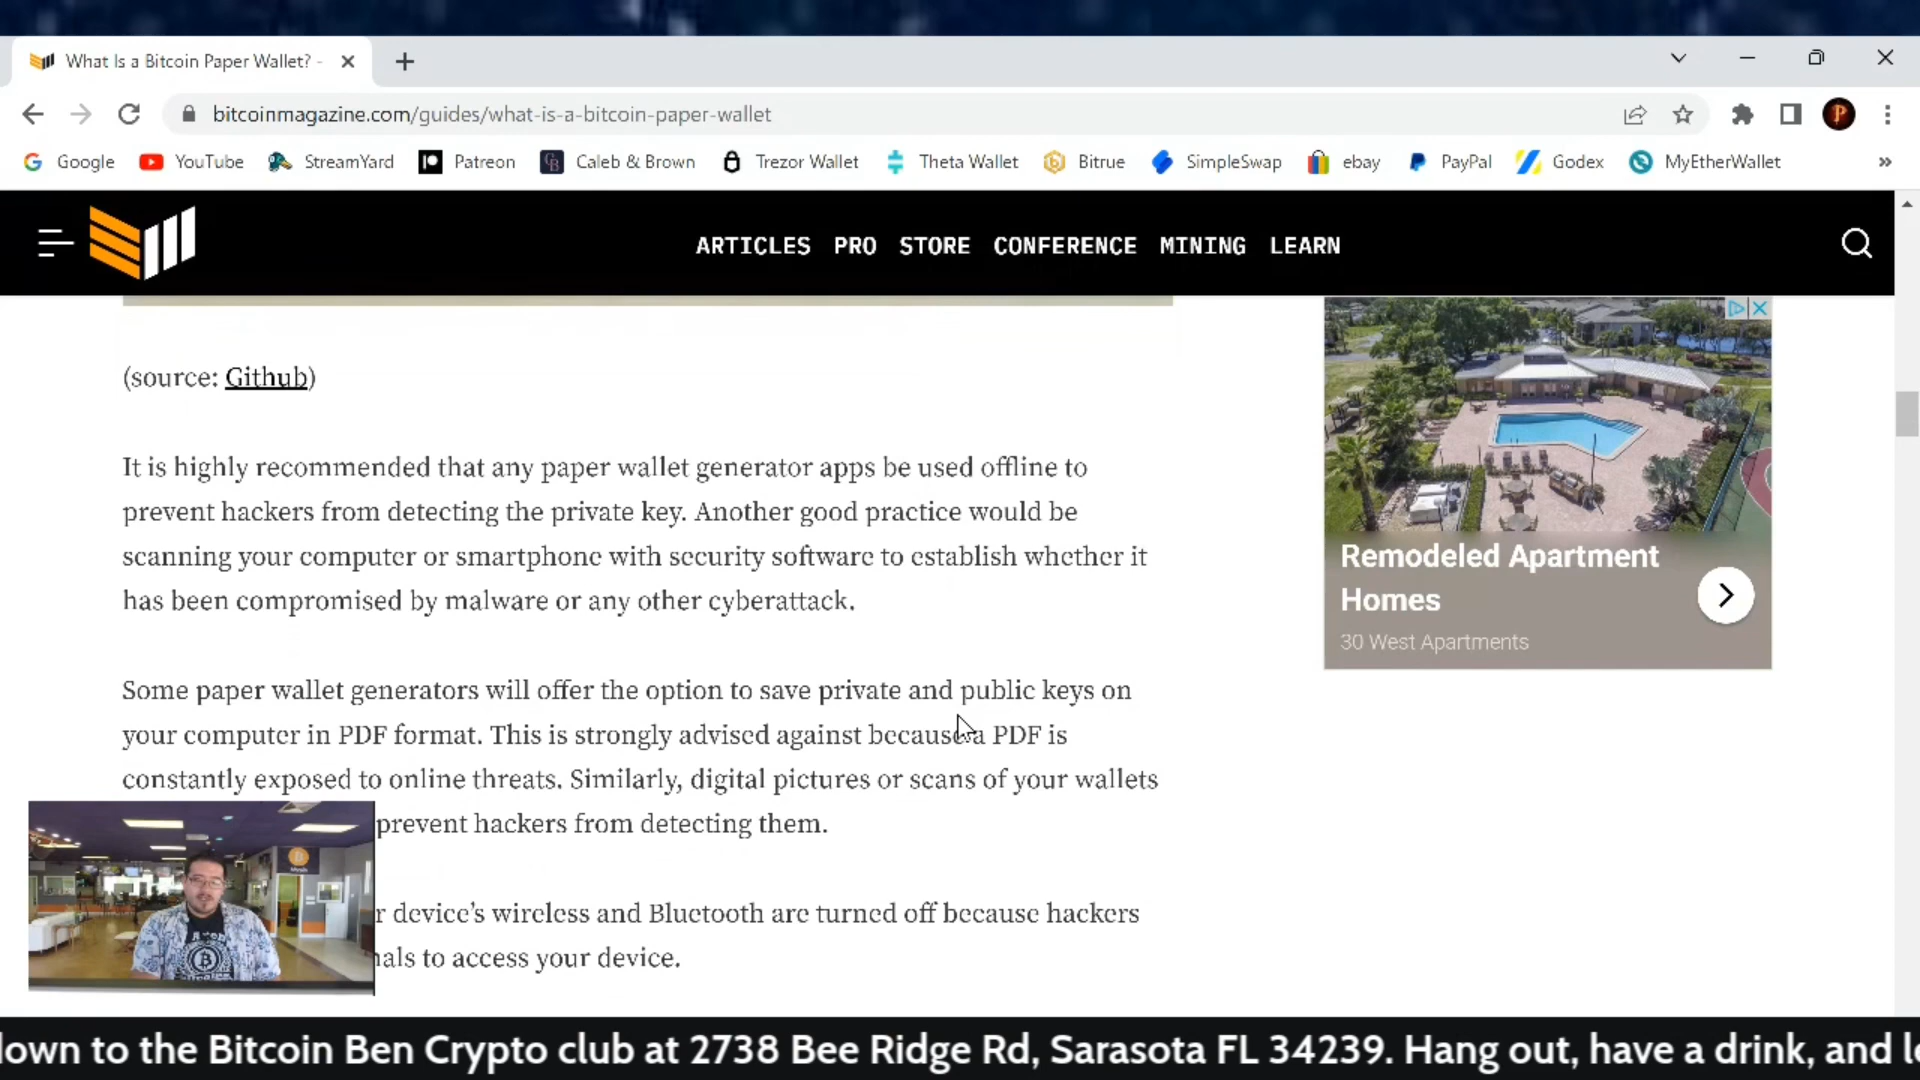 What Is a Bitcoin Paper Wallet? -
bitcoinmagazine.com/guides/what-is-a-bitcoin-paper-wallet
Google YouTube StreamYard Patreon Caleb & Brown Trezor Wallet Theta Wallet Bitrue SimpleSwap ebay PayPal Godex MyEtherWallet
ARTICLES PRO STORE CONFERENCE MINING LEARN
(source: Github)
It is highly recommended that any paper wallet generator apps be used offline to
prevent hackers from detecting the private key. Another good practice would be
scanning your computer or smartphone with security software to establish whether it
has been compromised by malware or any other cyberattack.
Some paper wallet generators will offer the option to save private and public keys on
your computer in PDF format. This is strongly advised against because a PDF is
constantly exposed to online threats. Similarly, digital pictures or scans of your wallets
prevent hackers from detecting them.
r device's wireless and Bluetooth are turned off because hackers
nals to access your device.
Remodeled Apartment
Homes
30 West Apartments
down to the Bitcoin Ben Crypto club at 2738 Bee Ridge Rd, Sarasota FL 34239. Hang out, have a drink, and